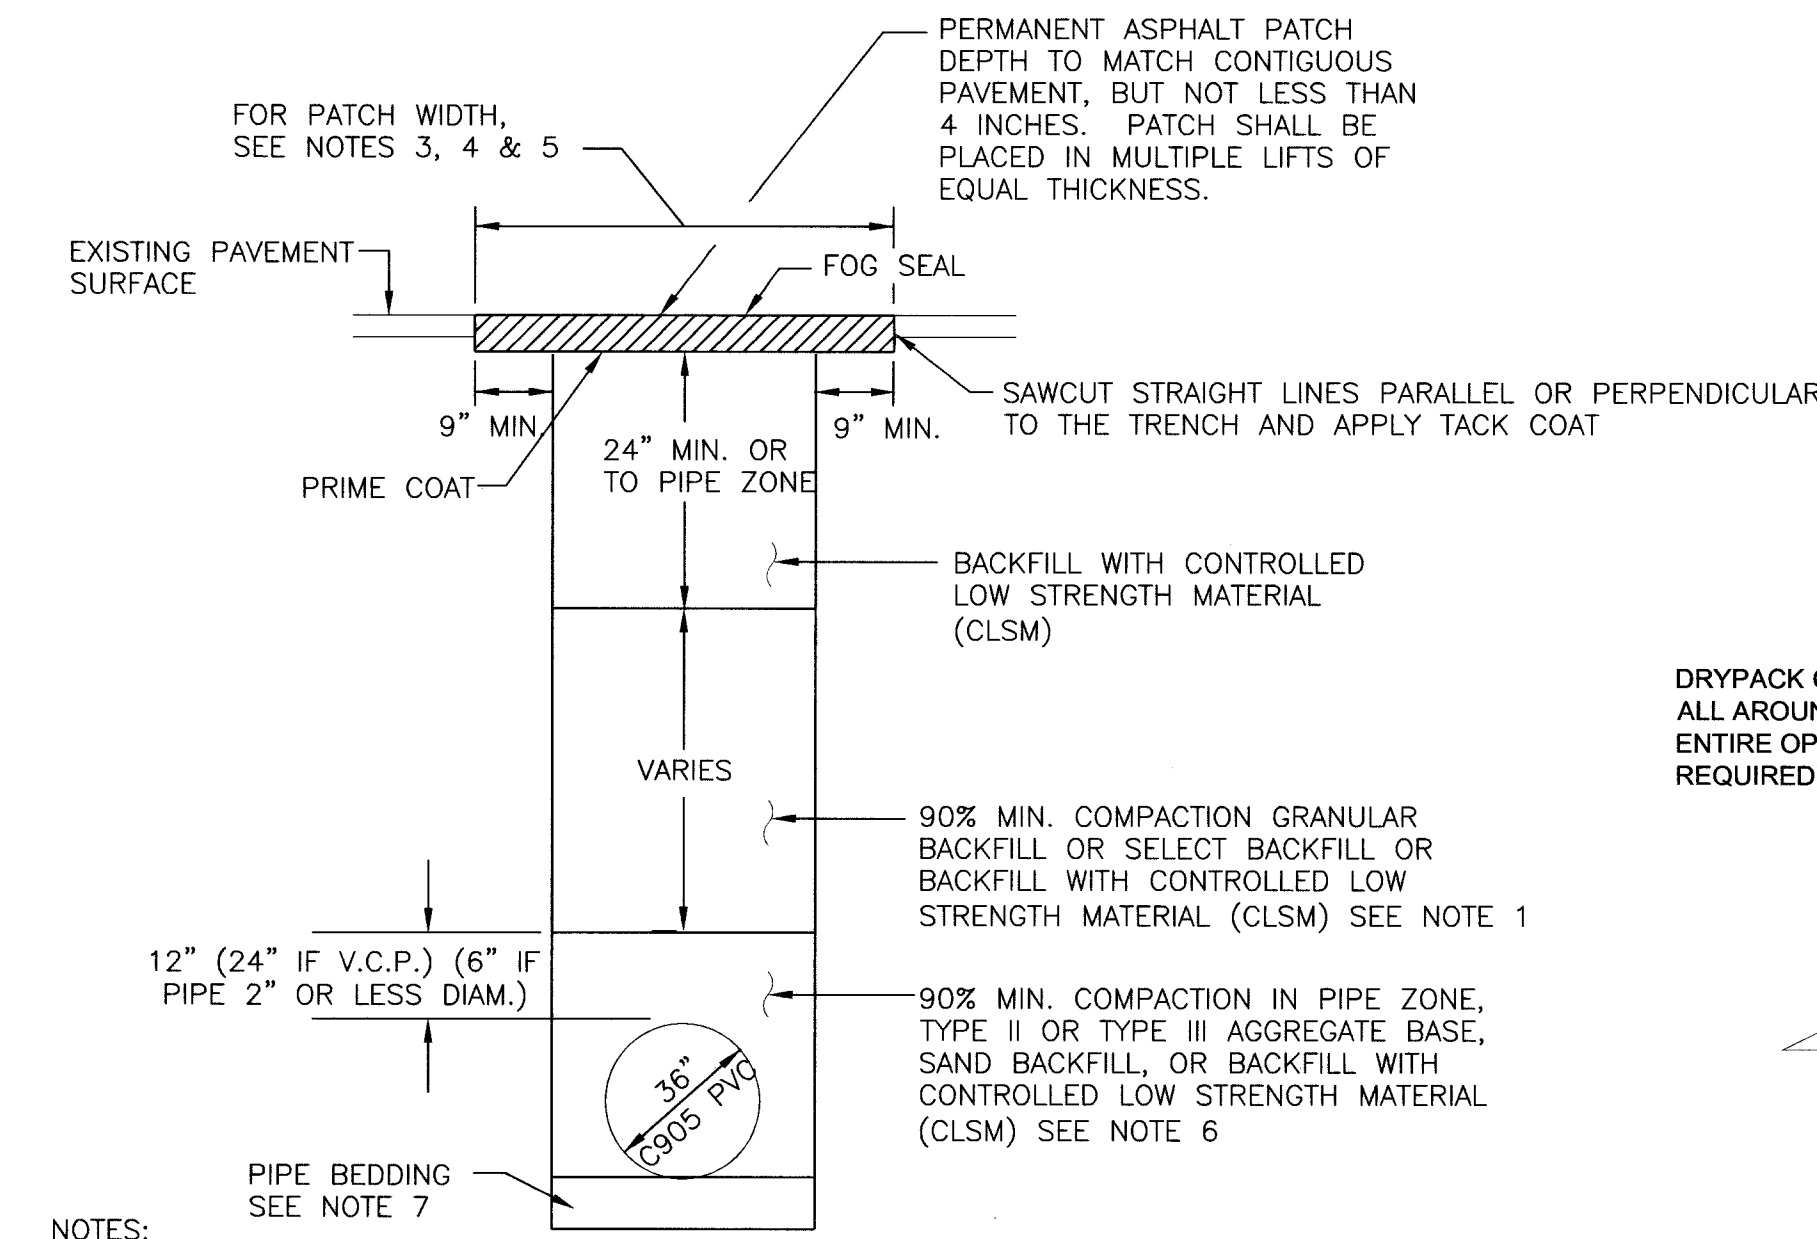 PERMANENT ASPHALT PATCH
DEPTH TO MATCH CONTIGUOUS
PAVEMENT, BUT NOT LESS THAN
4 INCHES. PATCH SHALL BE
PLACED IN MULTIPLE LIFTS OF
EQUAL THICKNESS.
FOR PATCH WIDTH,
SEE NOTES 3, 4 & 5
EXISTING PAVEMENT
SURFACE
FOG SEAL
SAWCUT STRAIGHT LINES PARALLEL OR PERPENDICULAR
TO THE TRENCH AND APPLY TACK COAT
9" MIN.
9" MIN.
24" MIN. OR
TO PIPE ZONE
PRIME COAT
BACKFILL WITH CONTROLLED
LOW STRENGTH MATERIAL
(CLSM)
DRYPACK
ALL
ENTIRE
REQUIRED
VARIES
90% MIN. COMPACTION GRANULAR
BACKFILL OR SELECT BACKFILL OR
BACKFILL WITH CONTROLLED LOW
STRENGTH MATERIAL (CLSM) SEE NOTE 1
12" (24" IF V.C.P.) (6" IF
PIPE 2" OR LESS DIAM.)
90% MIN. COMPACTION IN PIPE ZONE,
TYPE II OR TYPE III AGGREGATE BASE,
SAND BACKFILL, OR BACKFILL WITH
CONTROLLED LOW STRENGTH MATERIAL
(CLSM) SEE NOTE 6
36"
C905 PVC
PIPE BEDDING
SEE NOTE 7
NOTES: